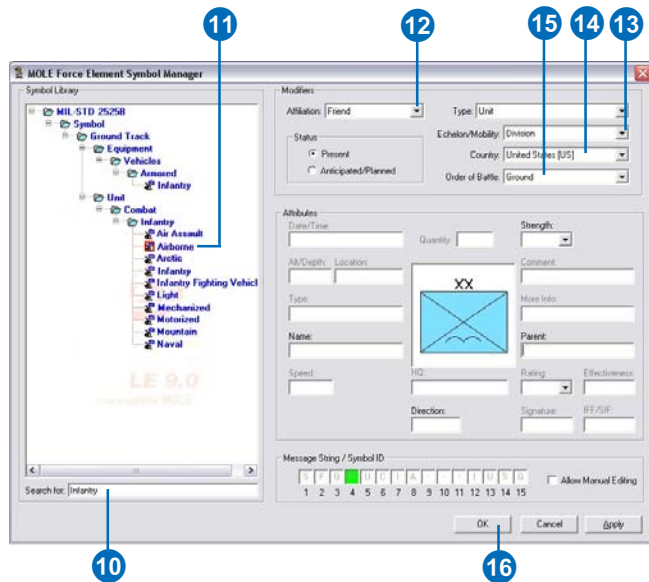 11
12
15
14
13
MOLE Force Element Symbol Manager
Symbol Library
MIL-STD 2525B
Symbol
Ground Track
Equipment
Vehicles
Armored
Infantry
Unit
Combat
Infantry
Air Assault
Airborne
Arctic
Infantry
Infantry Fighting Vehicl
Light
Mechanized
Motorized
Mountain
Naval
LE 9.0
Search for: Infantry
Modifiers
Affiliation: Friend
Type: Unit
Status
Present
Anticipated/Planned
Echelon/Mobility: Division
Country: United States [US]
Order of Battle: Ground
Attributes
Date/Time
Quantity:
Strength:
Alt/Depth: Location:
Comment:
XX
Type:
More Info:
Name:
Parent:
Speed:
HQ:
Rating:
Effectiveness:
Direction:
Signature:
IFF/SIF:
Message String / Symbol ID
S F G U C I A - - I U S G
1 2 3 4 5 6 7 8 9 10 11 12 13 14 15
Allow Manual Editing
OK
Cancel
Apply
10
16